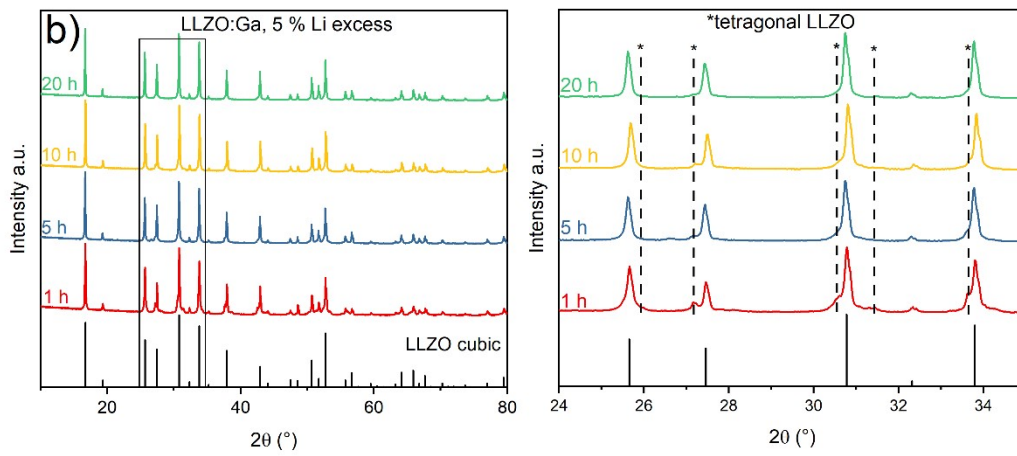 b)
LLZO:Ga, 5 % Li excess
20 h
10 h
5 h
1 h
LLZO cubic
Intensity a.u.
20 40 60 80
2θ (°)
*tetragonal LLZO
* * * * *
20 h
10 h
5 h
1 h
Intensity a.u.
24 26 28 30 32 34
2θ (°)